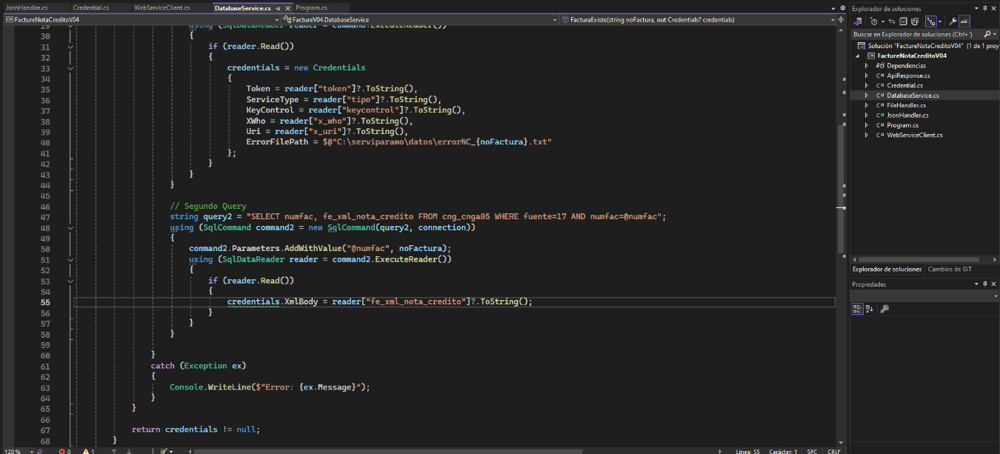 JsonHandler.cs Credential.cs WebServiceClient.cs DatabaseService.cs Program.cs
FactureNotaCreditoV04 FactureV04.DatabaseService FacturaExiste(string noFactura, out Credentials? credentials)
29 using (SqlDataReader reader = command.ExecuteReader())
30 {
31 if (reader.Read())
32 {
33 credentials = new Credentials
34 {
35 Token = reader["token"]?.ToString(),
36 ServiceType = reader["tipo"]?.ToString(),
37 KeyControl = reader["keycontrol"]?.ToString(),
38 XWho = reader["x_who"]?.ToString(),
39 Uri = reader["x_uri"]?.ToString(),
40 ErrorFilePath = $@"C:\serviparamo\datos\errorNC_{noFactura}.txt"
41 };
42 }
43 }
44 }
45
46 // Segundo Query
47 string query2 = "SELECT numfac, fe_xml_nota_credito FROM cng_cnga05 WHERE fuente=17 AND numfac=@numfac";
48 using (SqlCommand command2 = new SqlCommand(query2, connection))
49 {
50 command2.Parameters.AddWithValue("@numfac", noFactura);
51 using (SqlDataReader reader = command2.ExecuteReader())
52 {
53 if (reader.Read())
54 {
55 credentials.XmlBody = reader["fe_xml_nota_credito"]?.ToString();
56 }
57 }
58 }
59
60 }
61 catch (Exception ex)
62 {
63 Console.WriteLine($"Error: {ex.Message}");
64 }
65 }
66
67 return credentials != null;
68 }
120 % 0 1 Línea: 55 Carácter: 1 SPC CRLF
Explorador de soluciones
Buscar en Explorador de soluciones (Ctrl+')
Solución "FactureNotaCreditoV04" (1 de 1 proy
FactureNotaCreditoV04
Dependencias
C# ApiResponse.cs
C# Credential.cs
C# DatabaseService.cs
C# FileHandler.cs
C# JsonHandler.cs
C# Program.cs
C# WebServiceClient.cs
Explorador de soluciones Cambios de GIT
Propiedades